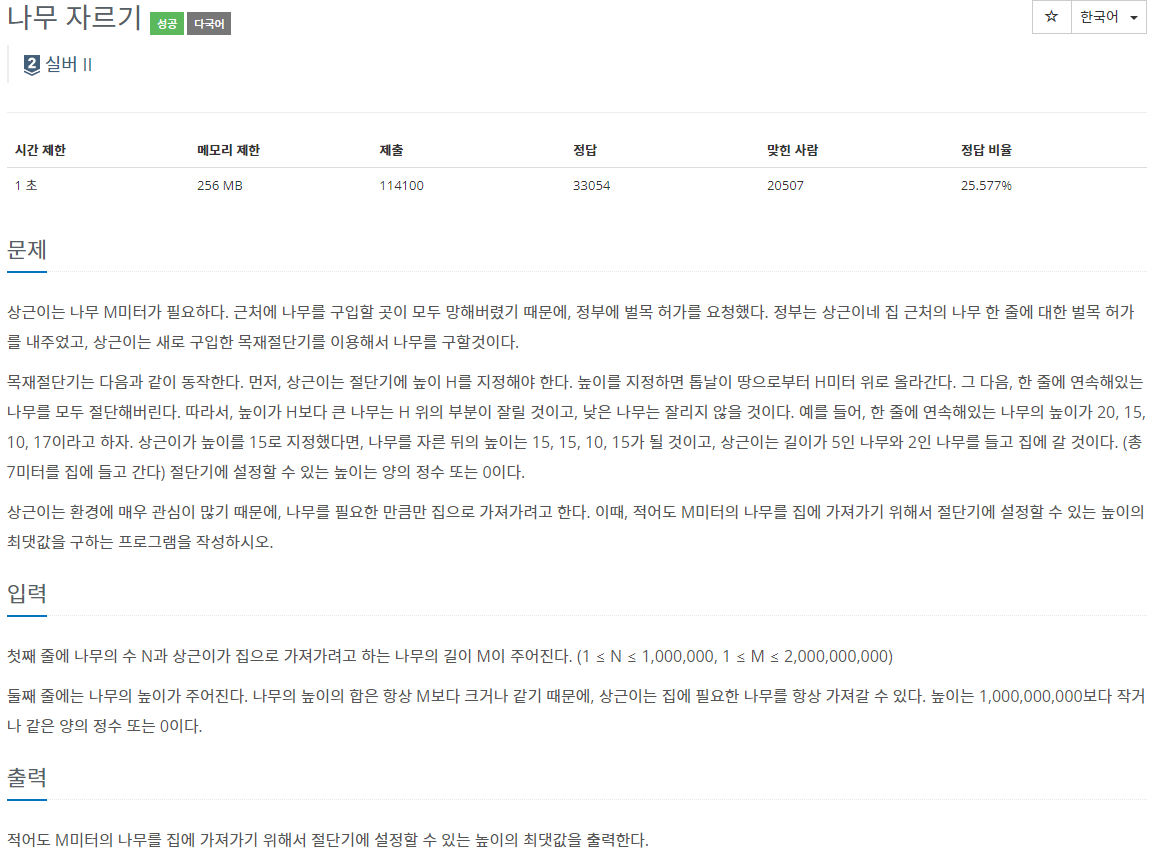 나무 자르기 성공 다국어
☆ 한국어
2 실버 II
시간 제한 메모리 제한 제출 정답 맞힌 사람 정답 비율
1 초 256 MB 114100 33054 20507 25.577%
문제
상근이는 나무 M미터가 필요하다. 근처에 나무를 구입할 곳이 모두 망해버렸기 때문에, 정부에 벌목 허가를 요청했다. 정부는 상근이네 집 근처의 나무 한 줄에 대한 벌목 허가
를 내주었고, 상근이는 새로 구입한 목재절단기를 이용해서 나무를 구할것이다.
목재절단기는 다음과 같이 동작한다. 먼저, 상근이는 절단기에 높이 H를 지정해야 한다. 높이를 지정하면 톱날이 땅으로부터 H미터 위로 올라간다. 그 다음, 한 줄에 연속해있는
나무를 모두 절단해버린다. 따라서, 높이가 H보다 큰 나무는 H 위의 부분이 잘릴 것이고, 낮은 나무는 잘리지 않을 것이다. 예를 들어, 한 줄에 연속해있는 나무의 높이가 20, 15,
10, 17이라고 하자. 상근이가 높이를 15로 지정했다면, 나무를 자른 뒤의 높이는 15, 15, 10, 15가 될 것이고, 상근이는 길이가 5인 나무와 2인 나무를 들고 집에 갈 것이다. (총
7미터를 집에 들고 간다) 절단기에 설정할 수 있는 높이는 양의 정수 또는 0이다.
상근이는 환경에 매우 관심이 많기 때문에, 나무를 필요한 만큼만 집으로 가져가려고 한다. 이때, 적어도 M미터의 나무를 집에 가져가기 위해서 절단기에 설정할 수 있는 높이의
최댓값을 구하는 프로그램을 작성하시오.
입력
첫째 줄에 나무의 수 N과 상근이가 집으로 가져가려고 하는 나무의 길이 M이 주어진다. (1 ≤ N ≤ 1,000,000, 1 ≤ M ≤ 2,000,000,000)
둘째 줄에는 나무의 높이가 주어진다. 나무의 높이의 합은 항상 M보다 크거나 같기 때문에, 상근이는 집에 필요한 나무를 항상 가져갈 수 있다. 높이는 1,000,000,000보다 작거
나 같은 양의 정수 또는 0이다.
출력
적어도 M미터의 나무를 집에 가져가기 위해서 절단기에 설정할 수 있는 높이의 최댓값을 출력한다.